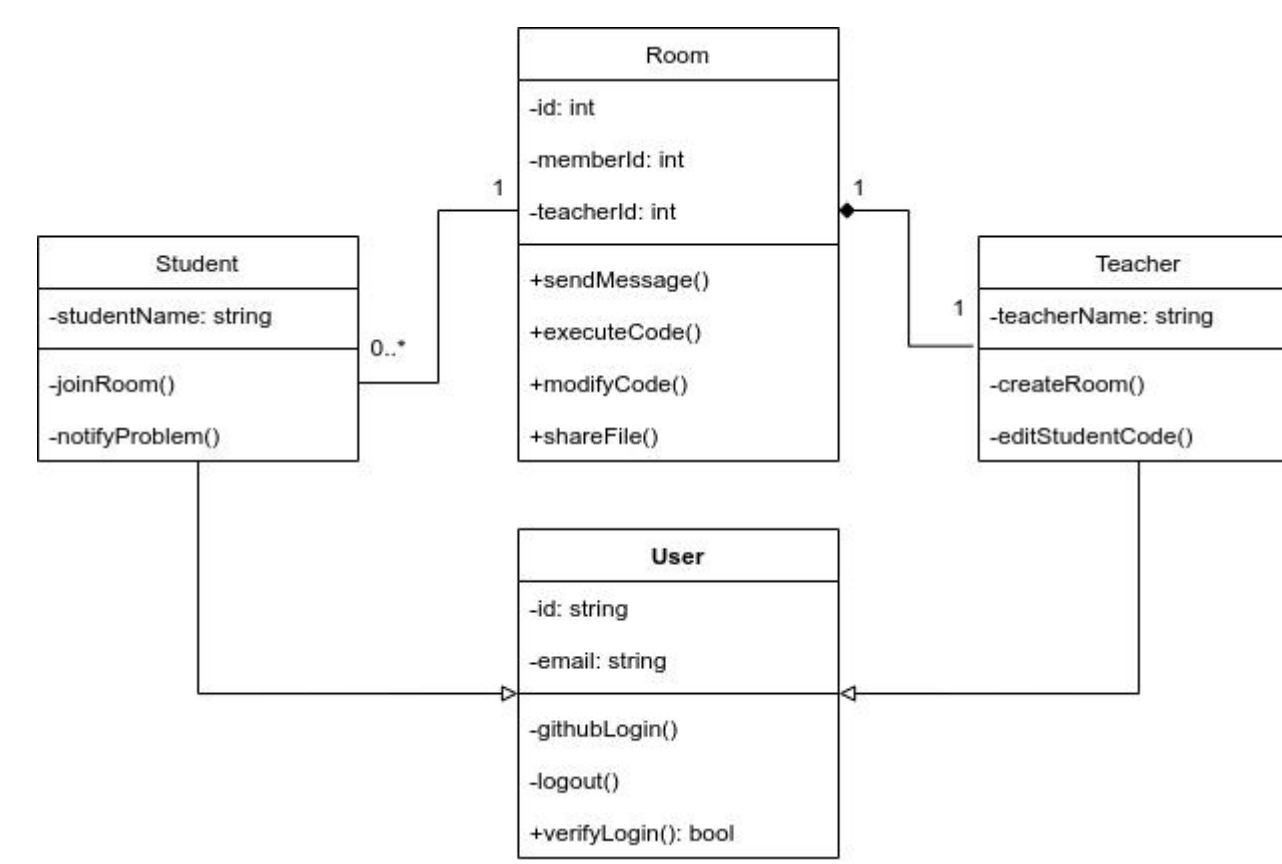 Room
-id: int
-memberId: int
-teacherId: int
+sendMessage()
+executeCode()
+modifyCode()
+shareFile()
1
1
Student
-studentName: string
-joinRoom()
-notifyProblem()
0..*
Teacher
-teacherName: string
-createRoom()
-editStudentCode()
1
User
-id: string
-email: string
-githubLogin()
-logout()
+verifyLogin(): bool